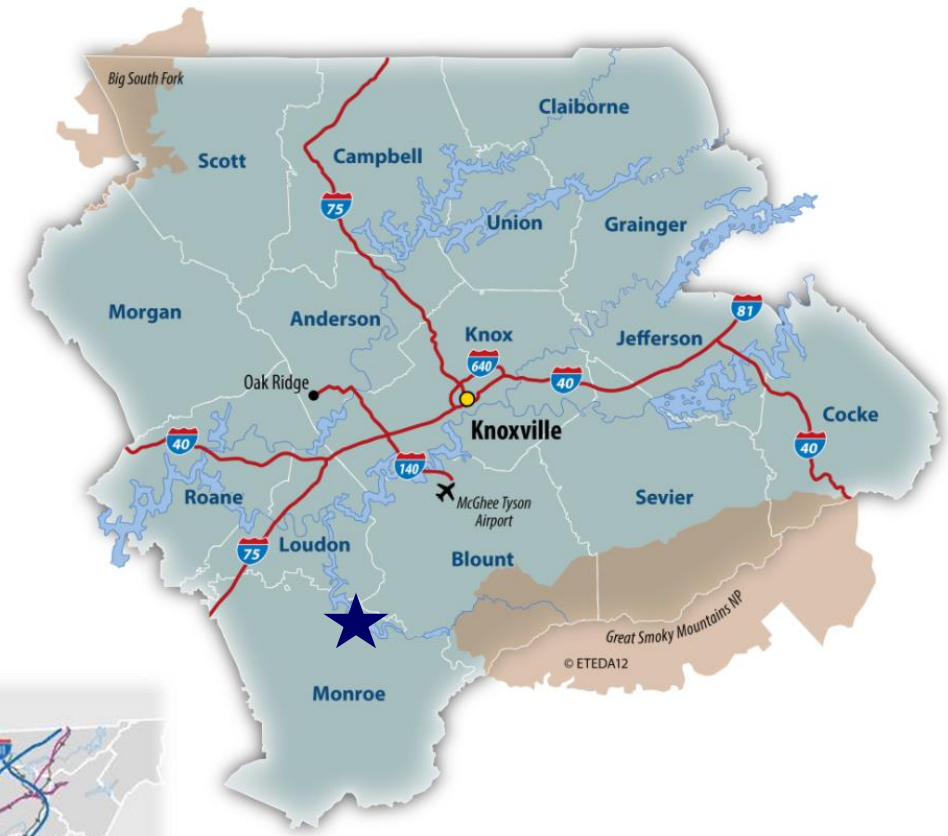 Big South Fork
Claiborne
Scott
Campbell
75
Union
Grainger
Morgan
Anderson
Knox
Jefferson
81
640
Oak Ridge
40
Knoxville
Cocke
40
140
40
Roane
McGhee Tyson
Airport
Sevier
Loudon
75
Blount
Great Smoky Mountains NP
© ETEDA12
Monroe